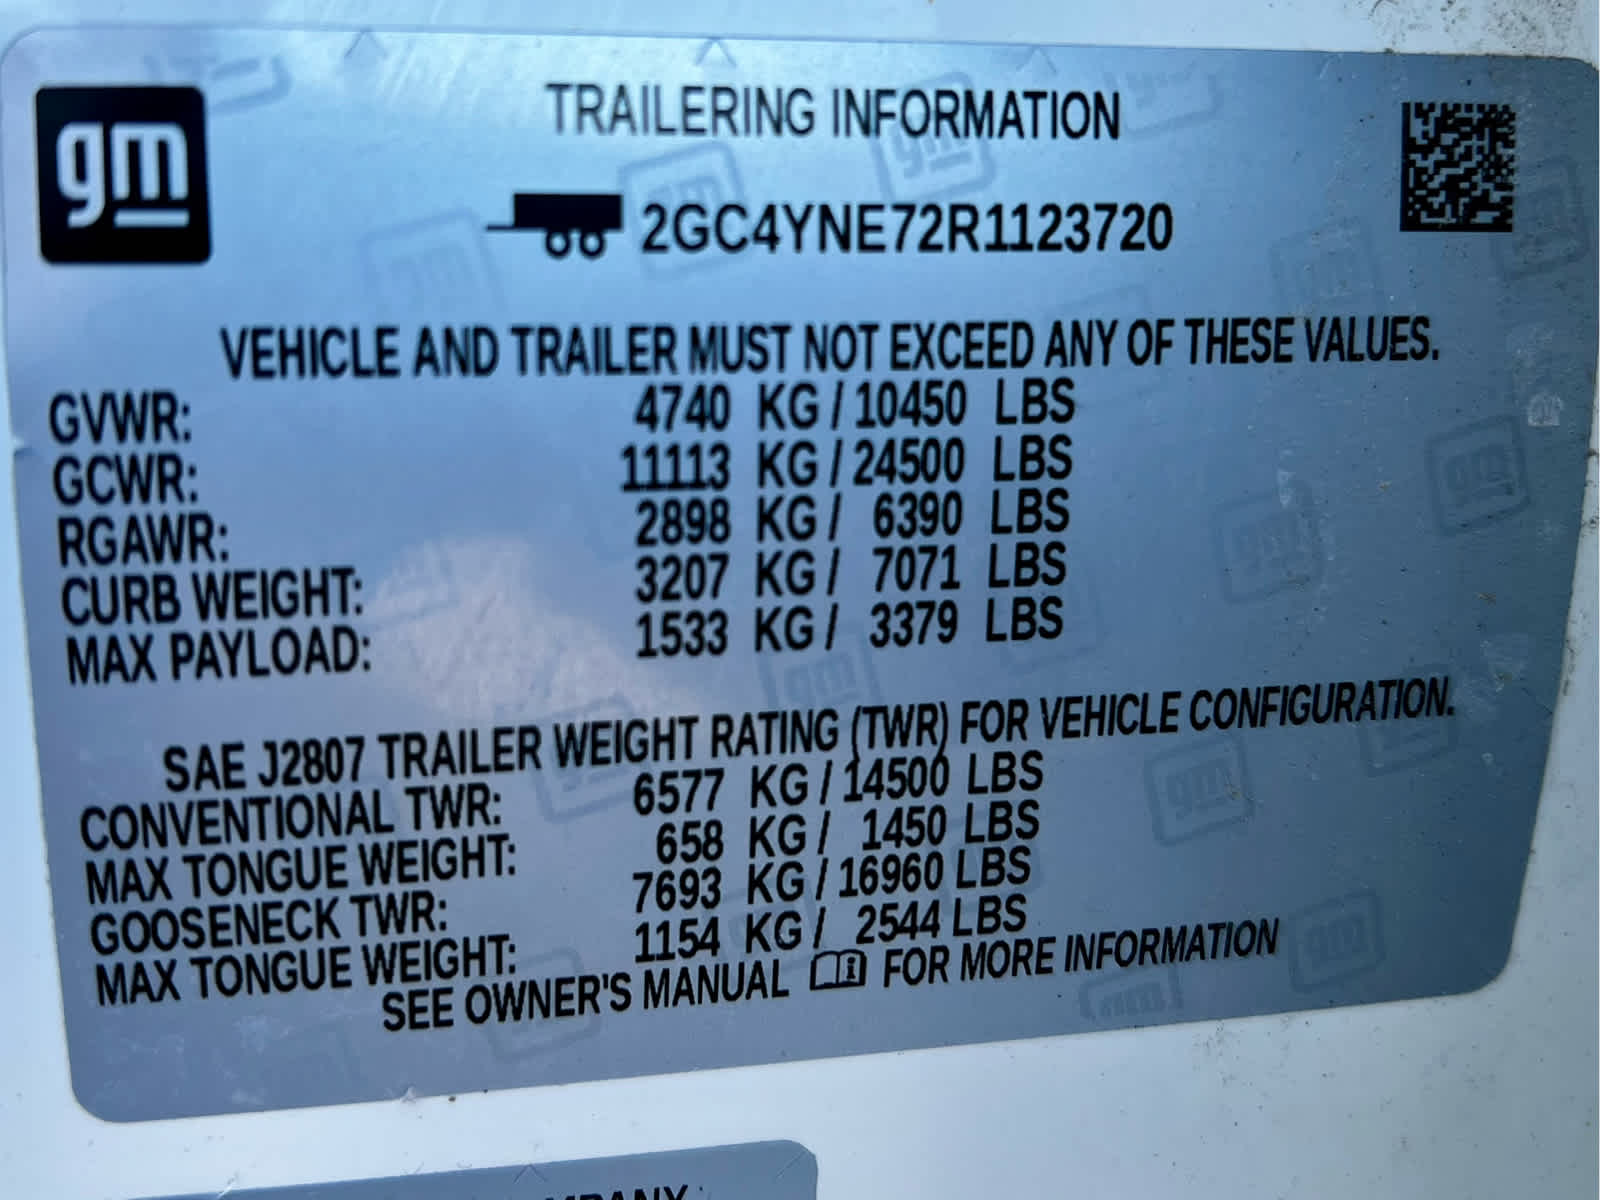 gm
TRAILERING INFORMATION
2GC4YNE72R1123720
VEHICLE AND TRAILER MUST NOT EXCEED ANY OF THESE VALUES.
GVWR: 4740 KG / 10450 LBS
GCWR: 11113 KG / 24500 LBS
RGAWR: 2898 KG / 6390 LBS
CURB WEIGHT: 3207 KG / 7071 LBS
MAX PAYLOAD: 1533 KG / 3379 LBS
SAE J2807 TRAILER WEIGHT RATING (TWR) FOR VEHICLE CONFIGURATION.
CONVENTIONAL TWR: 6577 KG / 14500 LBS
MAX TONGUE WEIGHT: 658 KG / 1450 LBS
GOOSENECK TWR: 7693 KG / 16960 LBS
MAX TONGUE WEIGHT: 1154 KG / 2544 LBS
SEE OWNER'S MANUAL FOR MORE INFORMATION